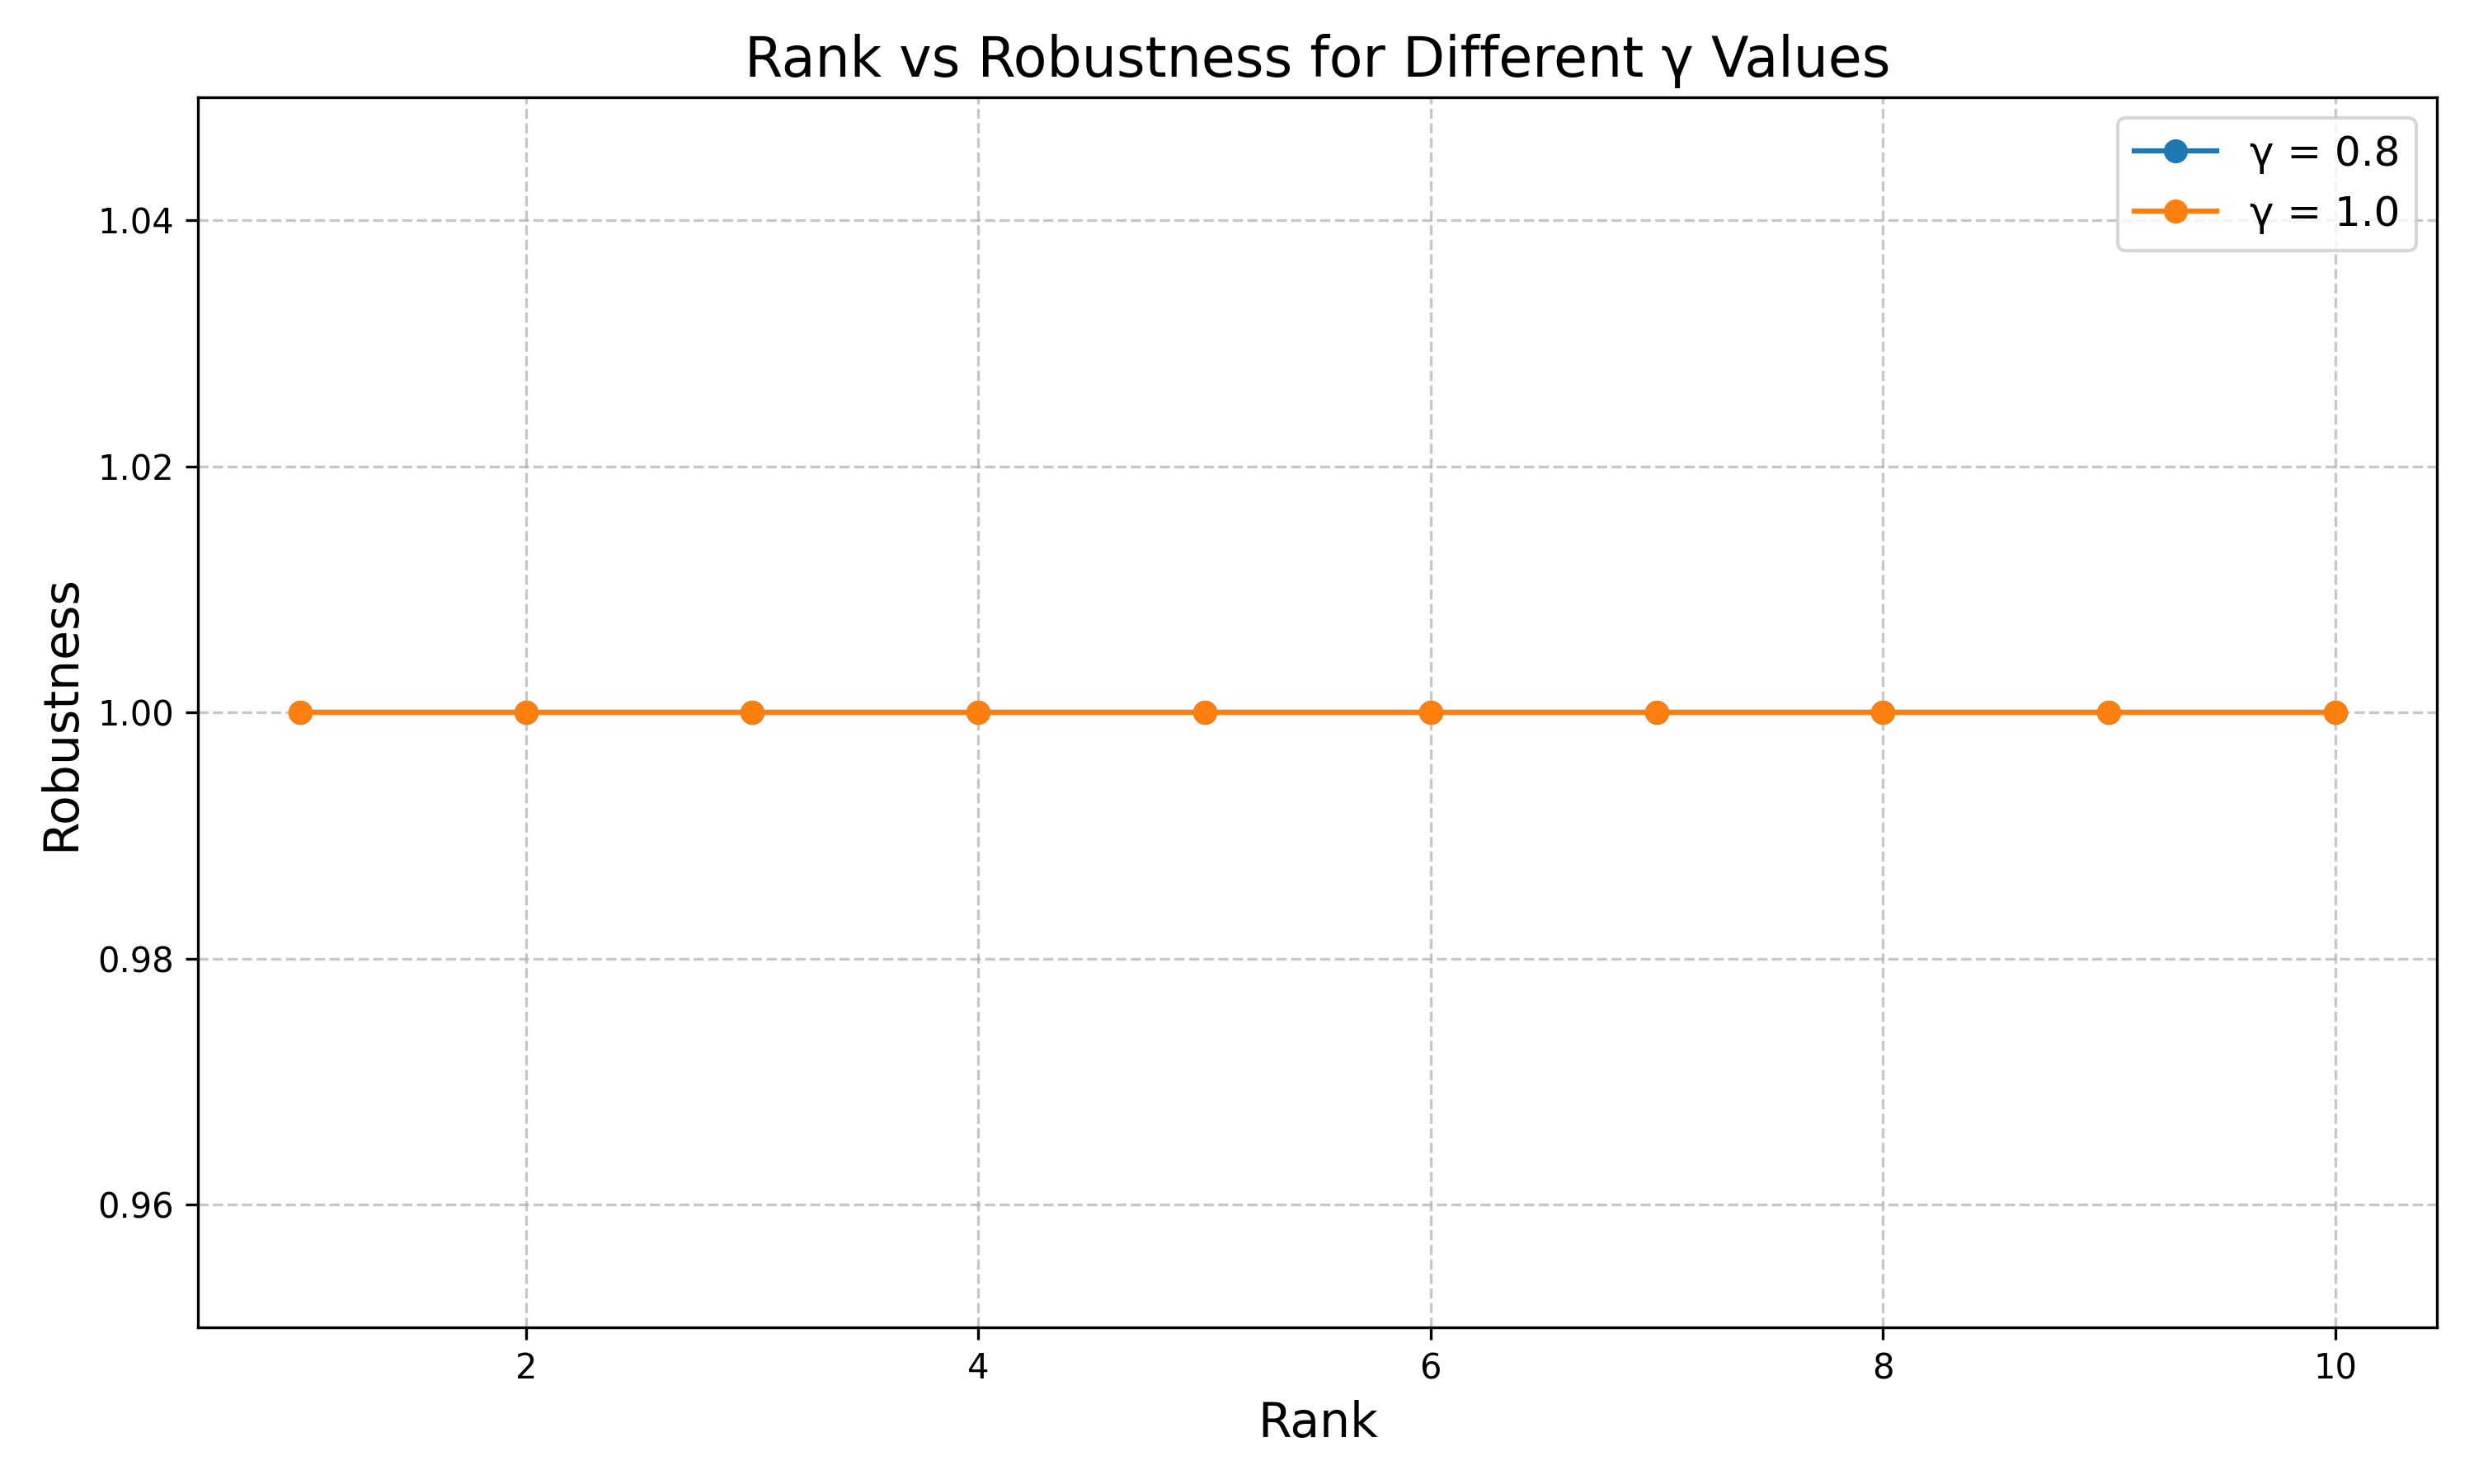 Rank vs Robustness for Different γ Values
γ = 0.8
γ = 1.0
1.04
1.02
1.00
0.98
0.96
Robustness
2 4 6 8 10
Rank